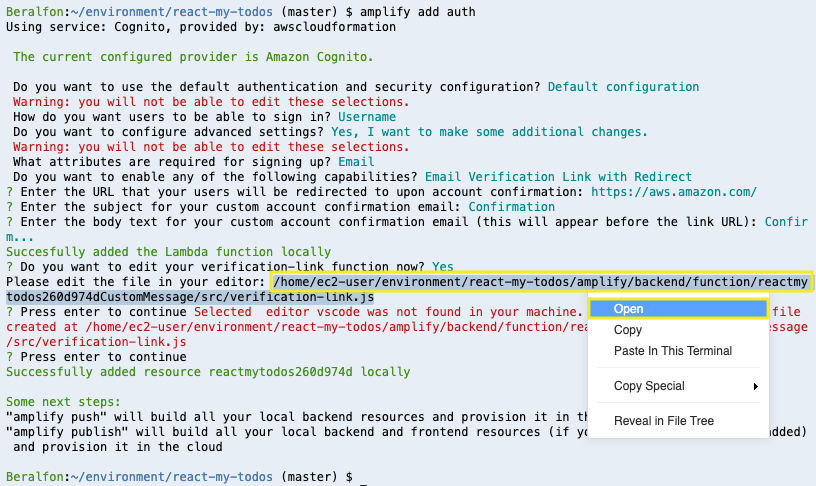 Beralfon:~/environment/react-my-todos (master) $ amplify add auth
Using service: Cognito, provided by: awscloudformation
The current configured provider is Amazon Cognito.
Do you want to use the default authentication and security configuration? Default configuration
Warning: you will not be able to edit these selections.
How do you want users to be able to sign in? Username
Do you want to configure advanced settings? Yes, I want to make some additional changes.
Warning: you will not be able to edit these selections.
What attributes are required for signing up? Email
Do you want to enable any of the following capabilities? Email Verification Link with Redirect
? Enter the URL that your users will be redirected to upon account confirmation: https://aws.amazon.com/
? Enter the subject for your custom account confirmation email: Confirmation
? Enter the body text for your custom account confirmation email (this will appear before the link URL): Confir
m...
Succesfully added the Lambda function locally
? Do you want to edit your verification-link function now? Yes
Please edit the file in your editor: /home/ec2-user/environment/react-my-todos/amplify/backend/function/reactmy
todos260d974dCustomMessage/src/verification-link.js
? Press enter to continue Selected  editor vscode was not found in your machine. file
created at /home/ec2-user/environment/react-my-todos/amplify/backend/function/rea message
/src/verification-link.js
? Press enter to continue
Successfully added resource reactmytodos260d974d locally
Some next steps:
"amplify push" will build all your local backend resources and provision it in th
"amplify publish" will build all your local backend and frontend resources (if yo added)
and provision it in the cloud
Beralfon:~/environment/react-my-todos (master) $ _
Open
Copy
Paste In This Terminal
Copy Special
Reveal in File Tree